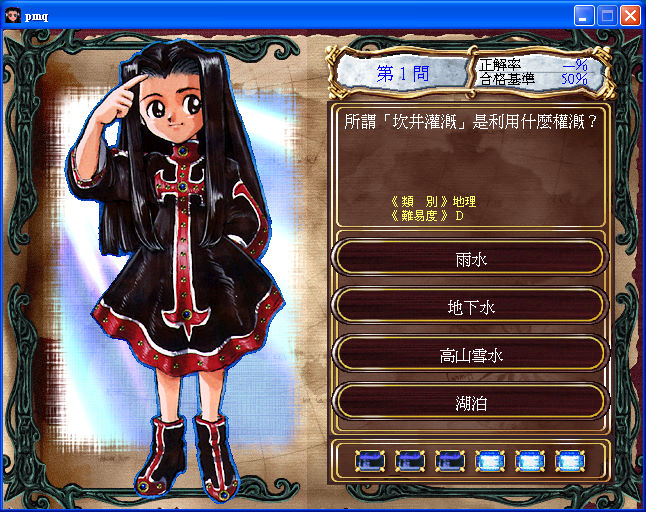 pmq
第 1 問
正解率 —%
合格基準 50%
所謂「坎井灌溉」是利用什麼權溉？
《 類　別 》地理
《 難易度 》 D
雨水
地下水
高山雪水
湖泊